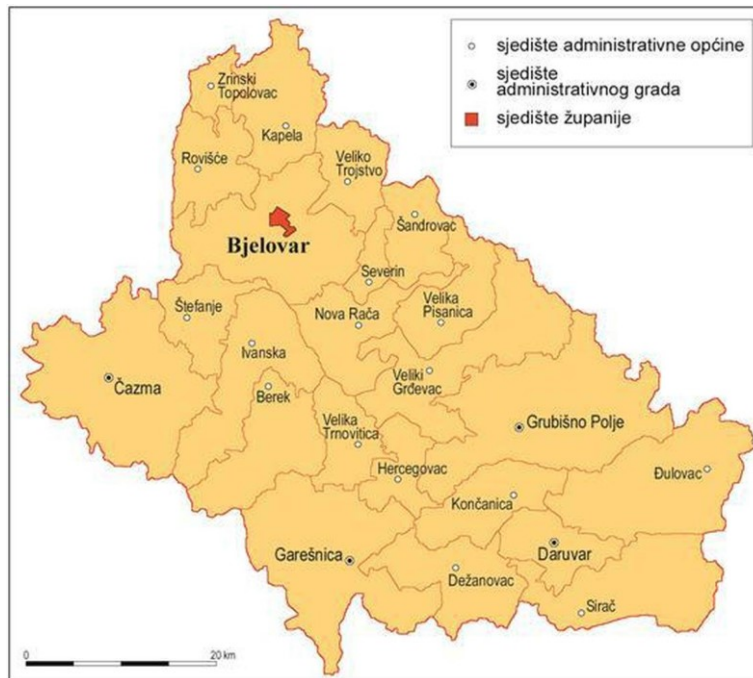 sjedište administrativne općine
sjedište
administrativnog grada
sjedište županije
Zrinski
Topolovac
Kapela
Rovišće
Veliko
Trojstvo
Šandrovac
Bjelovar
Severin
Štefanje
Nova Rača
Velika
Pisanica
Ivanska
Čazma
Berek
Veliki
Grđevac
Velika
Trnovitica
Grubišno Polje
Hercegovac
Đulovac
Končanica
Garešnica
Daruvar
Dežanovac
Sirač
0
20 km